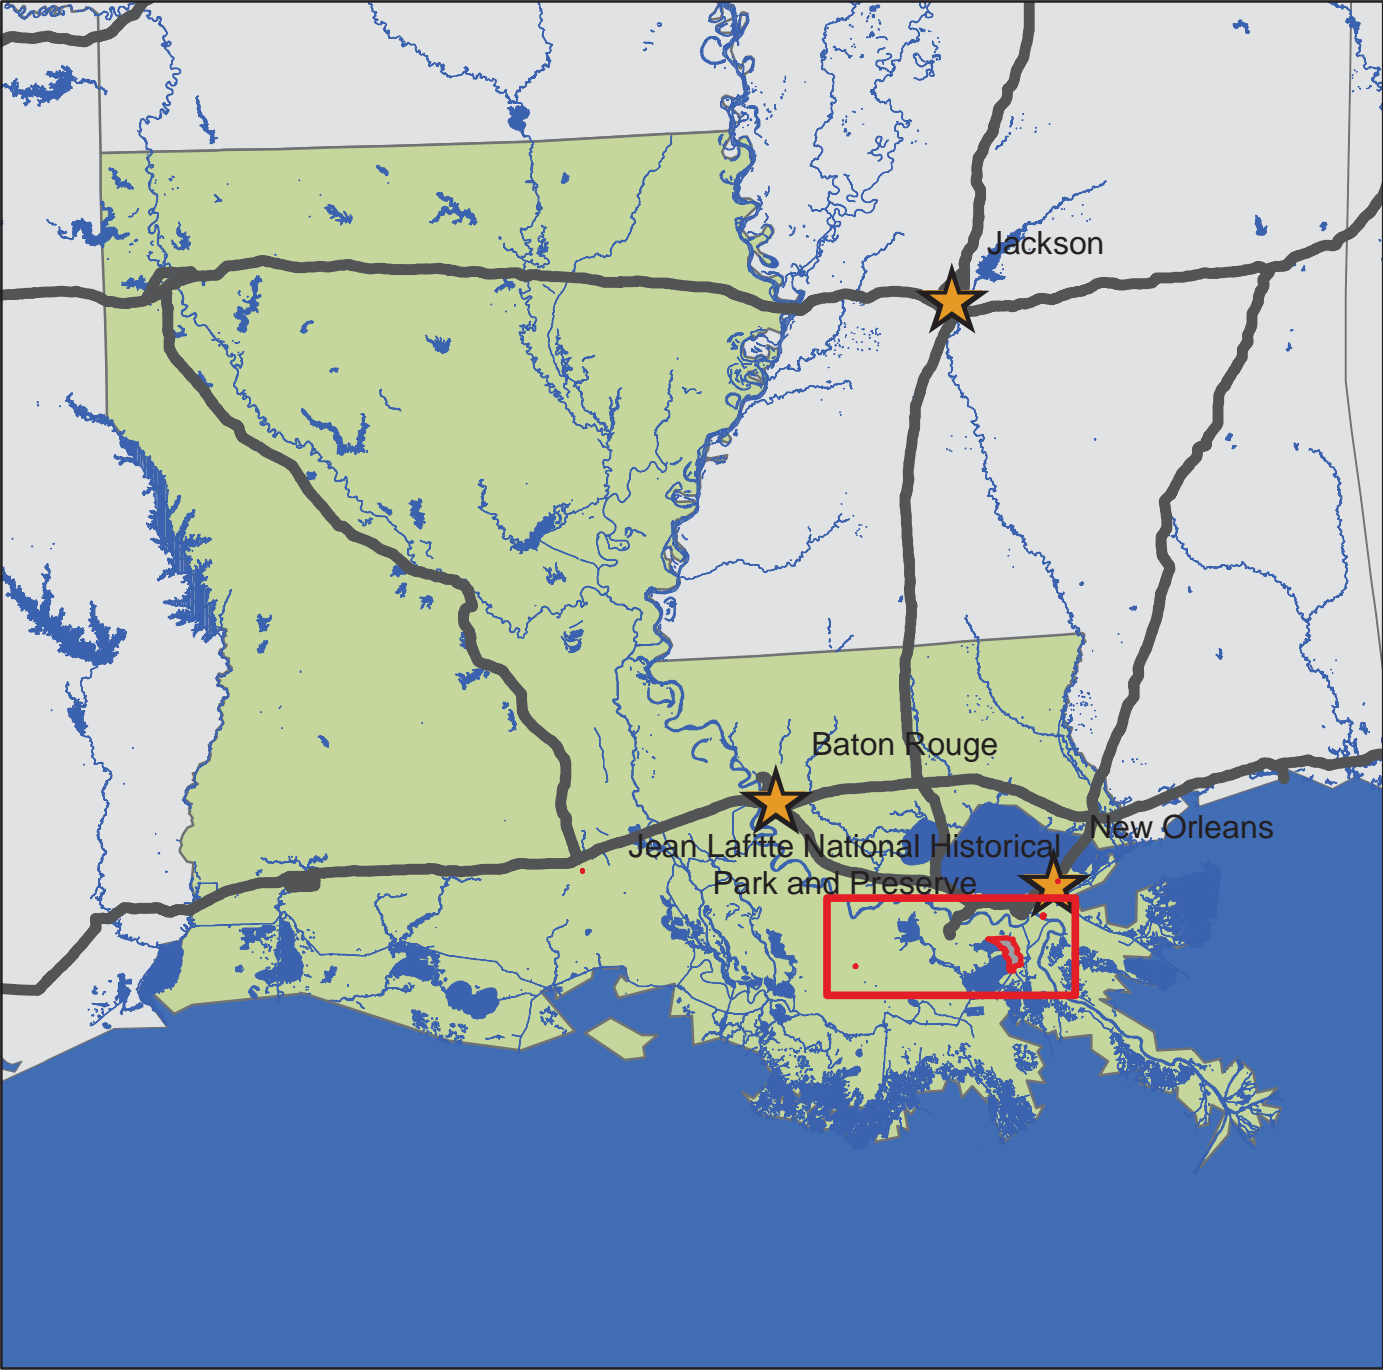 Jackson
Baton Rouge
New Orleans
Jean Lafitte National Historical
Park and Preserve